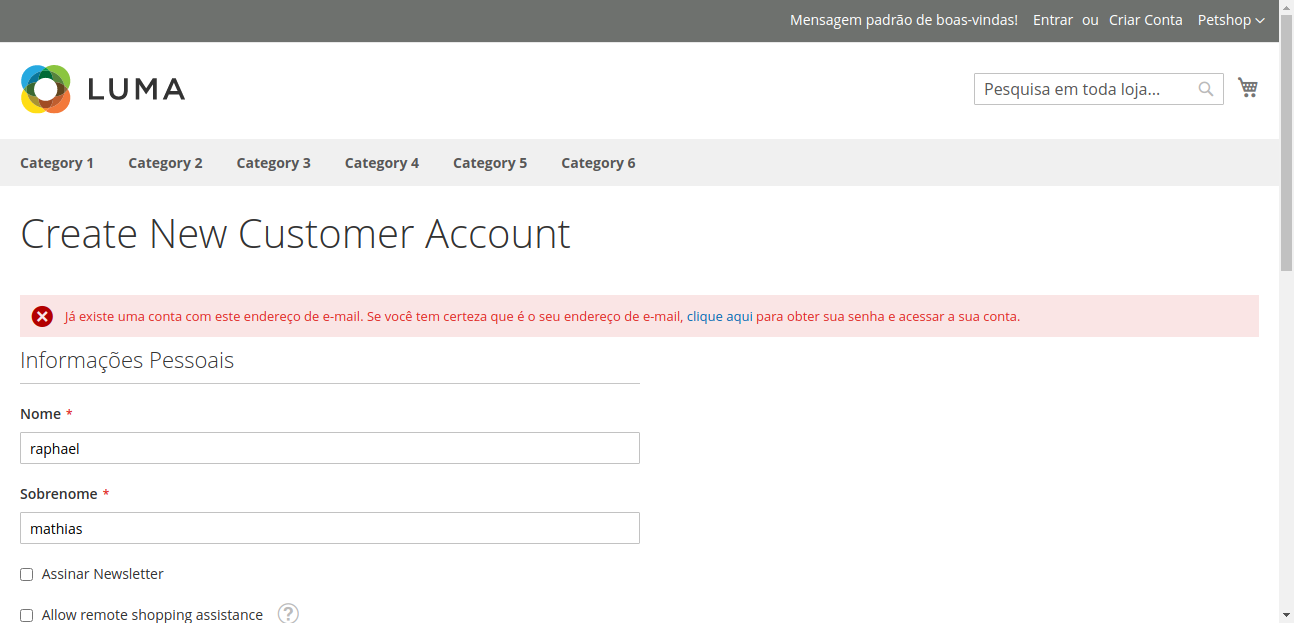 Mensagem padrão de boas-vindas! Entrar ou Criar Conta Petshop
LUMA
Pesquisa em toda loja...
Category 1 Category 2 Category 3 Category 4 Category 5 Category 6
Create New Customer Account
Já existe uma conta com este endereço de e-mail. Se você tem certeza que é o seu endereço de e-mail, clique aqui para obter sua senha e acessar a sua conta.
Informações Pessoais
Nome *
raphael
Sobrenome *
mathias
Assinar Newsletter
Allow remote shopping assistance ?